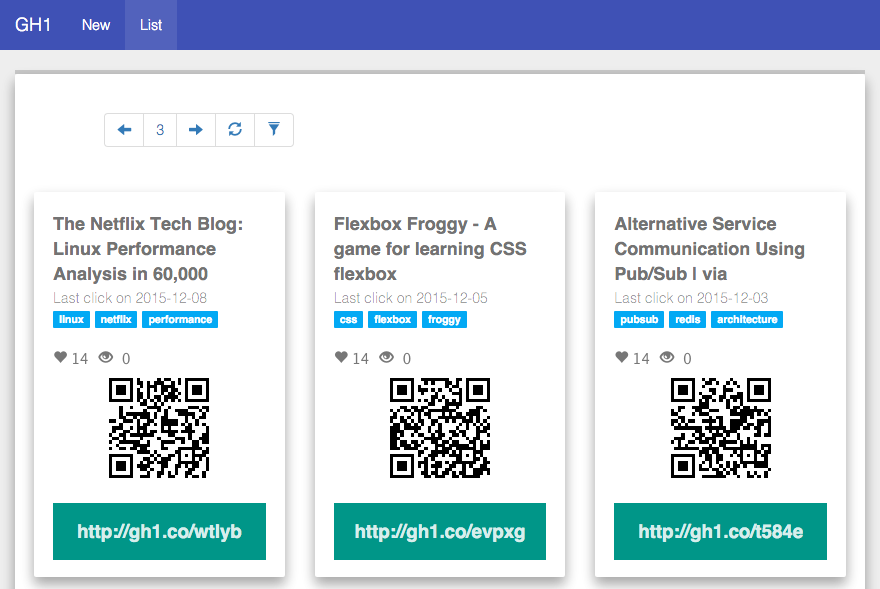 GH1 New List
3
The Netflix Tech Blog:
Linux Performance
Analysis in 60,000
Last click on 2015-12-08
linux netflix performance
14 0
http://gh1.co/wtlyb
Flexbox Froggy - A
game for learning CSS
flexbox
Last click on 2015-12-05
css flexbox froggy
14 0
http://gh1.co/evpxg
Alternative Service
Communication Using
Pub/Sub | via
Last click on 2015-12-03
pubsub redis architecture
14 0
http://gh1.co/t584e